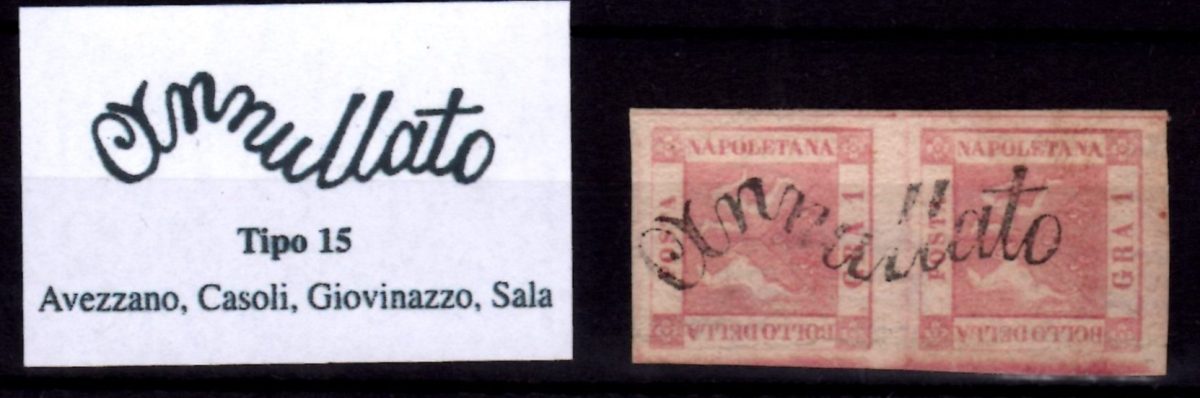 Annullato
Tipo 15
Avezzano, Casoli, Giovinazzo, Sala
NAPOLETANA
POSTA
GRA 1
BOLLO DELLA
NAPOLETANA
POSTA
GRA 1
BOLLO DELLA
Annullato